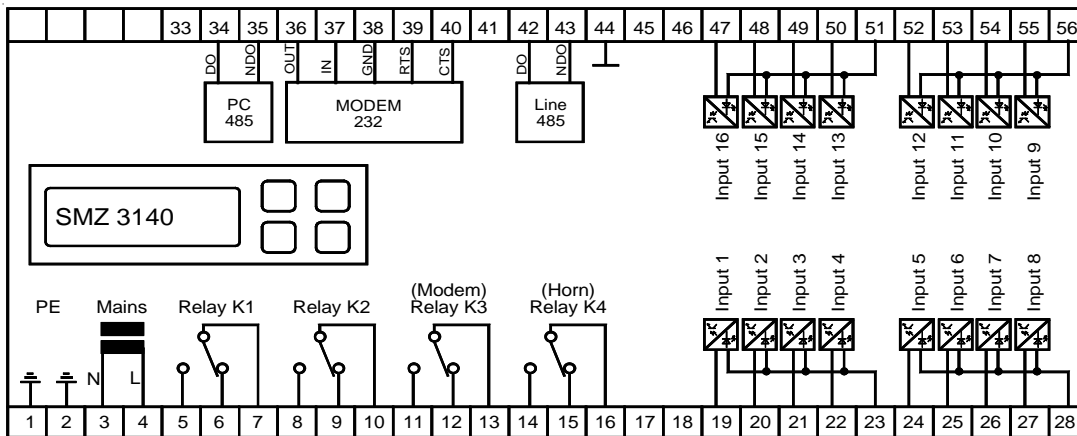 33 34 35 36 37 38 39 40 41 42 43 44 45 46 47 48 49 50 51 52 53 54 55 56
DO NDO OUT IN GND RTS CTS DO NDO
PC
485
MODEM
232
Line
485
Input 16 Input 15 Input 14 Input 13 Input 12 Input 11 Input 10 Input 9
SMZ 3140
Input 1 Input 2 Input 3 Input 4 Input 5 Input 6 Input 7 Input 8
PE
Mains
Relay K1
Relay K2
(Modem)
Relay K3
(Horn)
Relay K4
N L
1 2 3 4 5 6 7 8 9 10 11 12 13 14 15 16 17 18 19 20 21 22 23 24 25 26 27 28